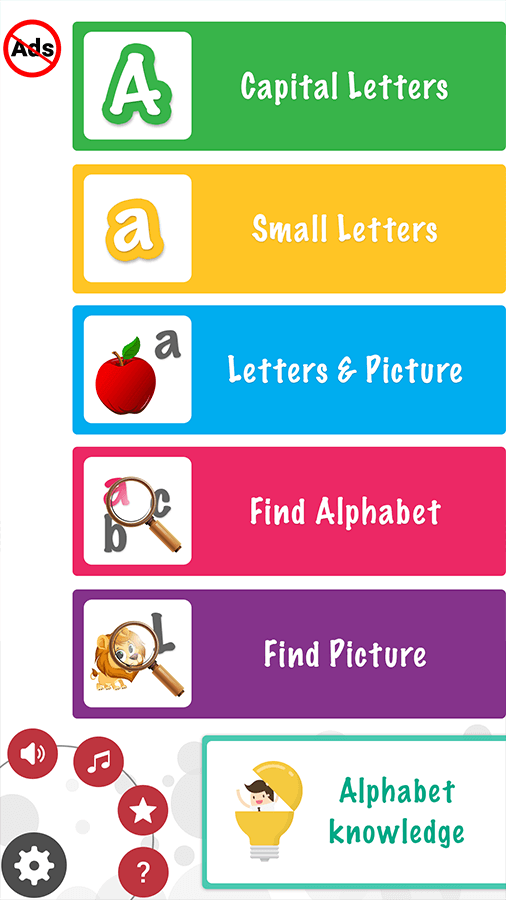 Ads
A
Capital Letters
a
Small Letters
a
Letters & Picture
a
c
b
Find Alphabet
L
Find Picture
?
Alphabet
knowledge